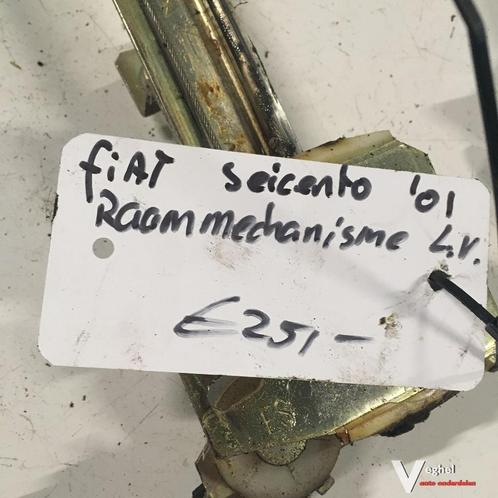 fiAT Seicento '01
Raammechanisme L.V.
€25,-
Veghel
auto onderdelen